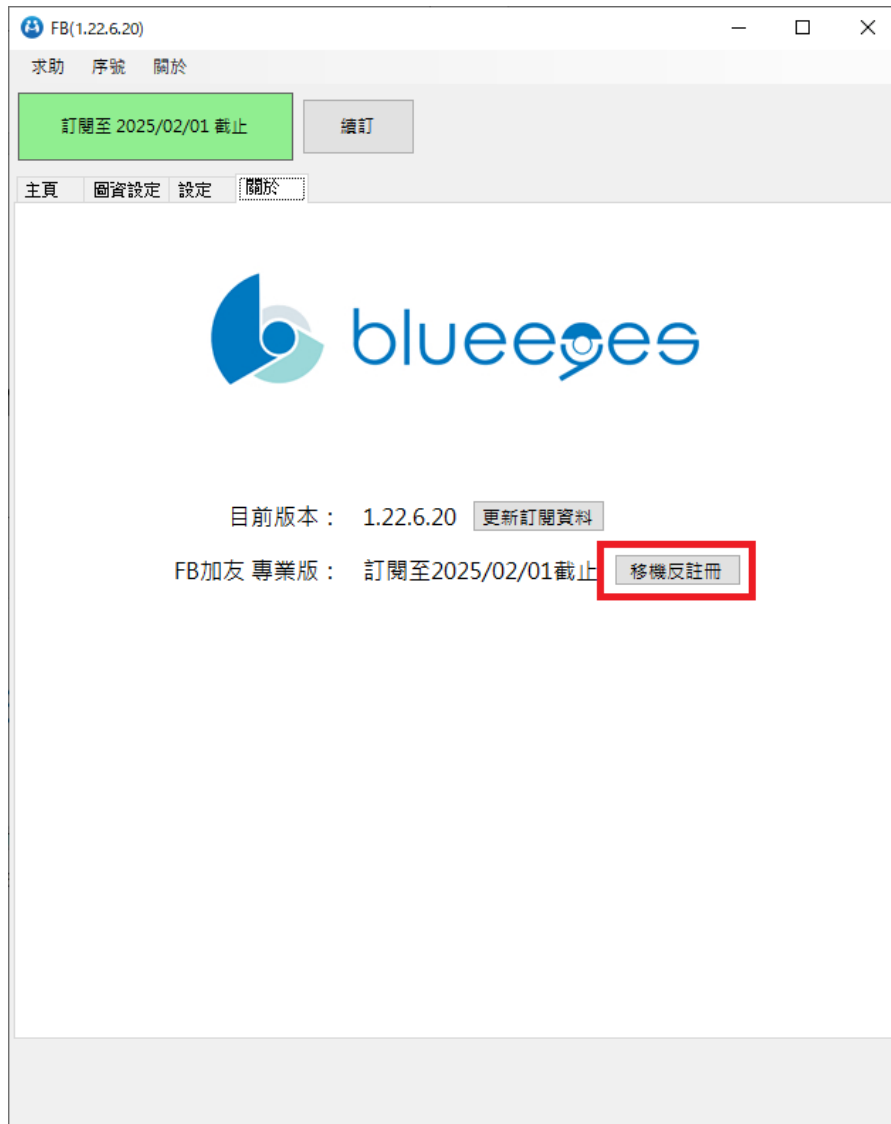 FB(1.22.6.20)
求助 序號 關於
訂閱至 2025/02/01 截止 續訂
主頁 圖資設定 設定 關於
blueeyes
目前版本： 1.22.6.20 更新訂閱資料
FB加友 專業版： 訂閱至2025/02/01截止 移機反註冊